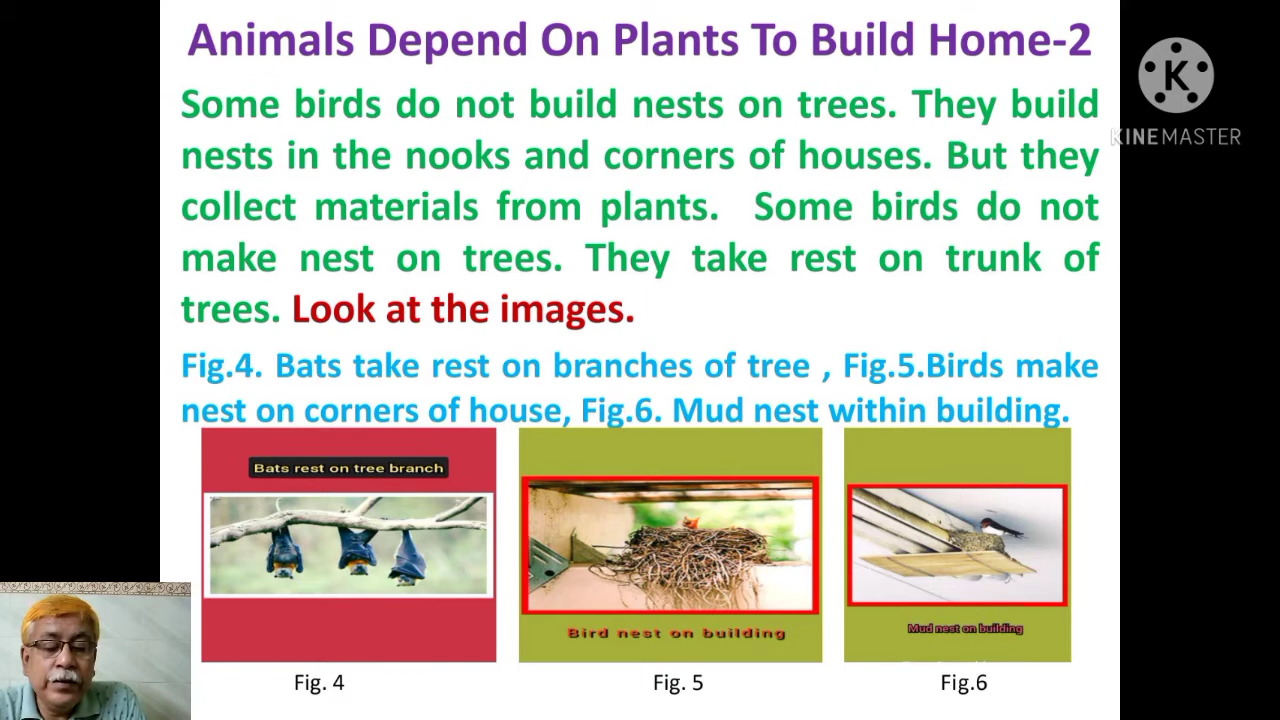 Animals Depend On Plants To Build Home-2
K
KINEMASTER
Some birds do not build nests on trees. They build
nests in the nooks and corners of houses. But they
collect materials from plants. Some birds do not
make nest on trees. They take rest on trunk of
trees. Look at the images.
Fig.4. Bats take rest on branches of tree , Fig.5.Birds make
nest on corners of house, Fig.6. Mud nest within building.
Bats rest on tree branch
Bird nest on building
Mud nest on building
Fig. 4
Fig. 5
Fig.6